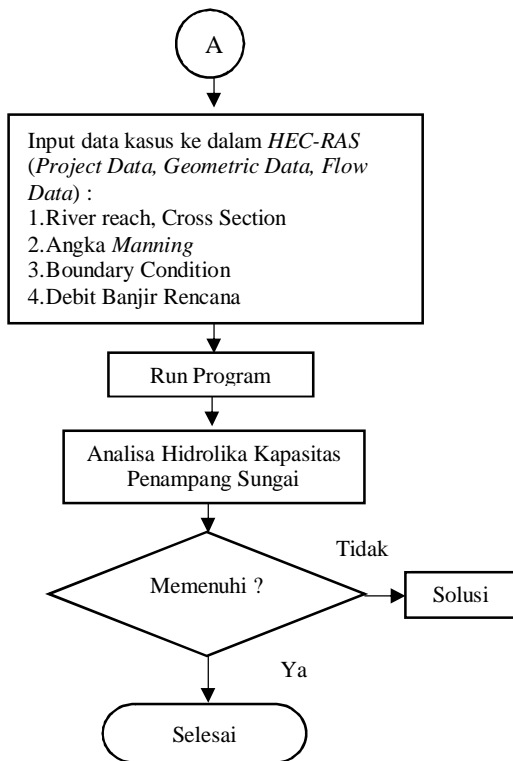 A
Input data kasus ke dalam HEC-RAS
(Project Data, Geometric Data, Flow
Data) :
1.River reach, Cross Section
2.Angka Manning
3.Boundary Condition
4.Debit Banjir Rencana
Run Program
Analisa Hidrolika Kapasitas
Penampang Sungai
Tidak
Memenuhi ?
Solusi
Ya
Selesai